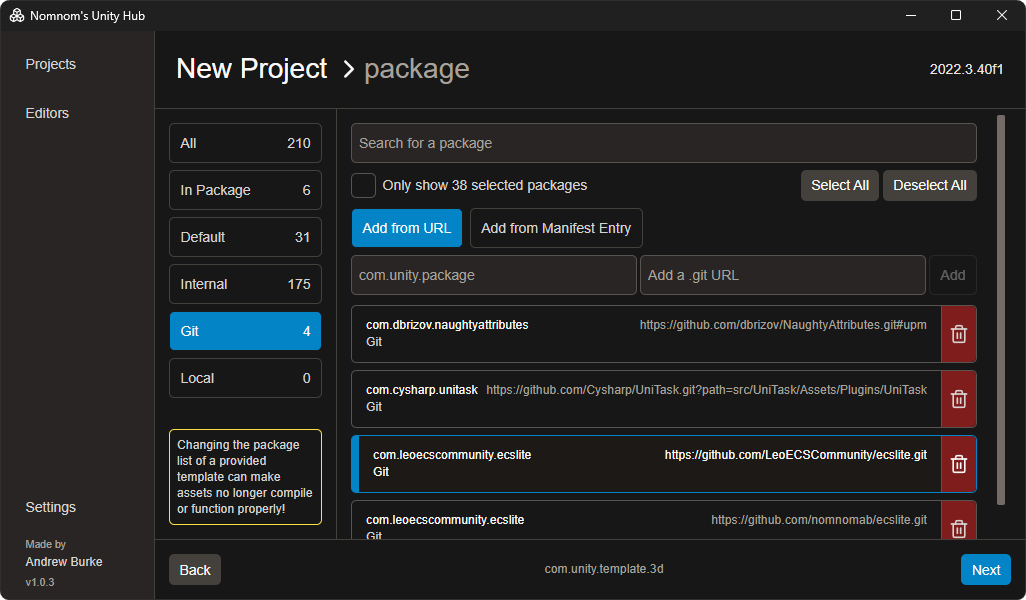 Nomnom's Unity Hub
Projects
Editors
Settings
Made by
Andrew Burke
v1.0.3
New Project > package
2022.3.40f1
All 210
In Package 6
Default 31
Internal 175
Git 4
Local 0
Changing the package
list of a provided
template can make
assets no longer compile
or function properly!
Search for a package
Only show 38 selected packages
Select All Deselect All
Add from URL Add from Manifest Entry
com.unity.package Add a .git URL Add
com.dbrizov.naughtyattributes https://github.com/dbrizov/NaughtyAttributes.git#upm
Git
com.cysharp.unitask https://github.com/Cysharp/UniTask.git?path=src/UniTask/Assets/Plugins/UniTask
Git
com.leoecscommunity.ecslite https://github.com/LeoECSCommunity/ecslite.git
Git
com.leoecscommunity.ecslite https://github.com/nomnomab/ecslite.git
Git
Back
com.unity.template.3d
Next